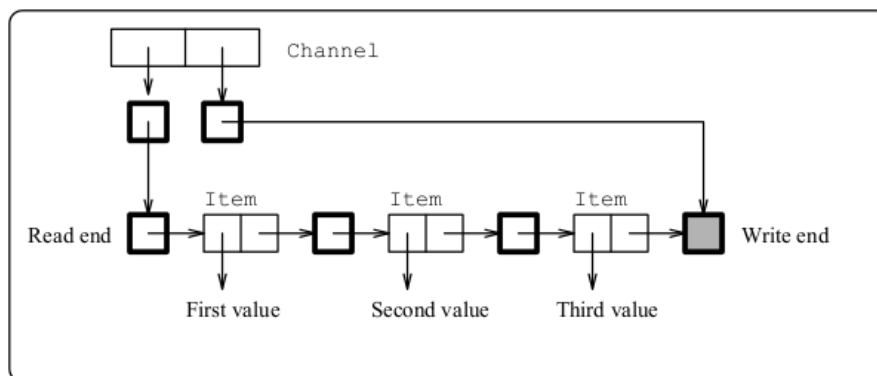 Channel
Item Item Item
Read end Write end
First value Second value Third value